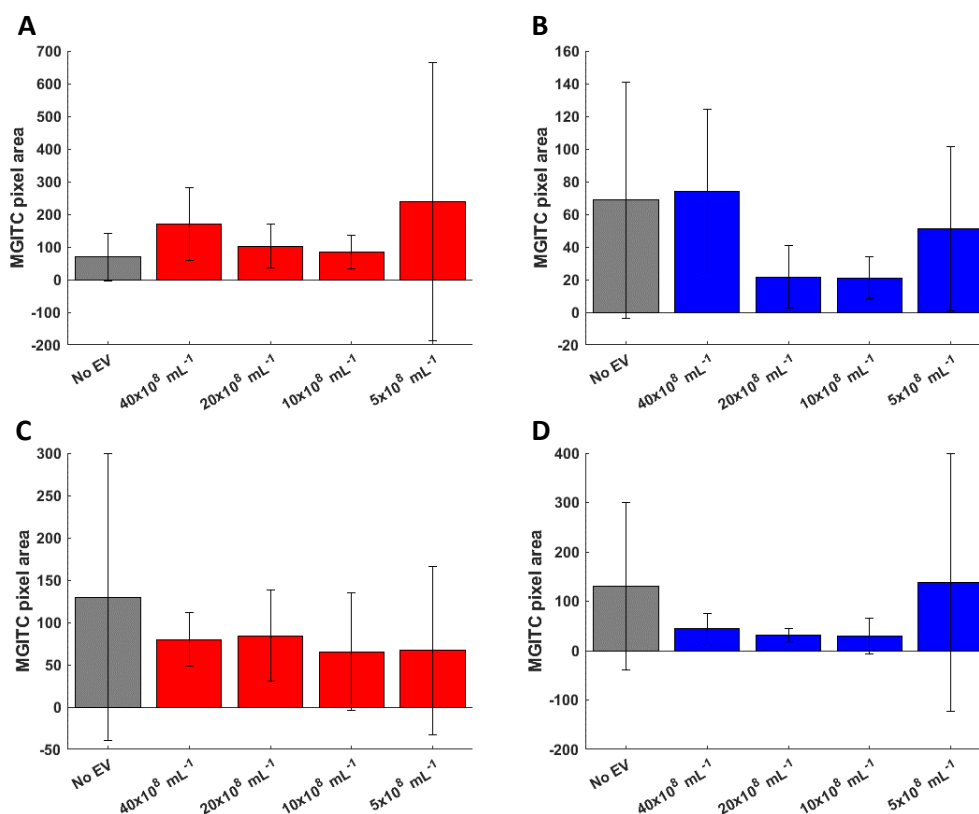 A
MGITC pixel area
700
600
500
400
300
200
100
0
-100
-200
No EV
40x10⁸ mL⁻¹
20x10⁸ mL⁻¹
10x10⁸ mL⁻¹
5x10⁸ mL⁻¹
B
MGITC pixel area
160
140
120
100
80
60
40
20
0
-20
No EV
40x10⁸ mL⁻¹
20x10⁸ mL⁻¹
10x10⁸ mL⁻¹
5x10⁸ mL⁻¹
C
MGITC pixel area
300
250
200
150
100
50
0
-50
No EV
40x10⁸ mL⁻¹
20x10⁸ mL⁻¹
10x10⁸ mL⁻¹
5x10⁸ mL⁻¹
D
MGITC pixel area
400
300
200
100
0
-100
-200
No EV
40x10⁸ mL⁻¹
20x10⁸ mL⁻¹
10x10⁸ mL⁻¹
5x10⁸ mL⁻¹